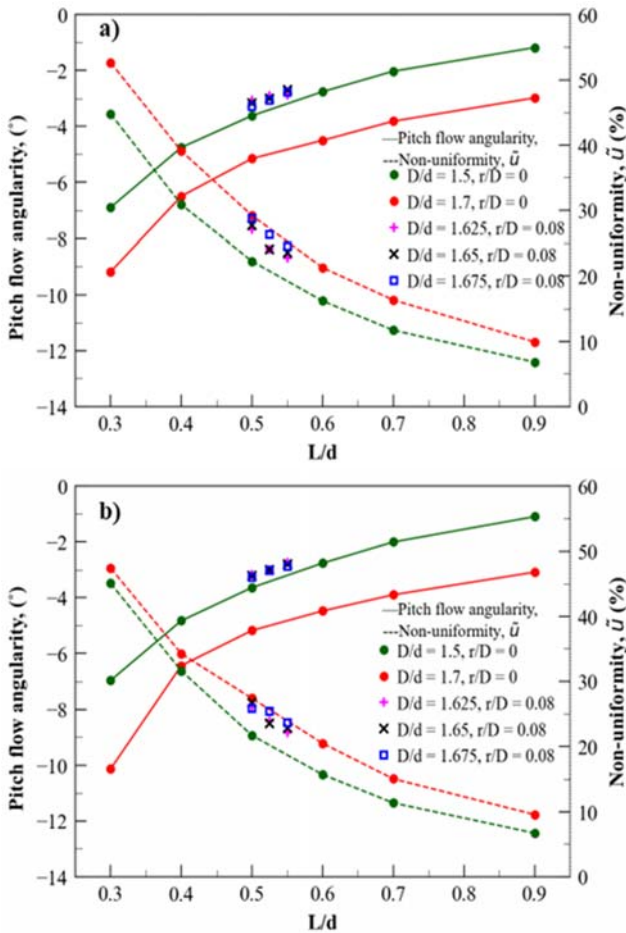 a)
0
−2
−4
−6
−8
−10
−12
−14
Pitch flow angularity, (°)
60
50
40
30
20
10
0
Non-uniformity, ũ (%)
Pitch flow angularity,
Non-uniformity, ũ
D/d = 1.5, r/D = 0
D/d = 1.7, r/D = 0
D/d = 1.625, r/D = 0.08
D/d = 1.65, r/D = 0.08
D/d = 1.675, r/D = 0.08
0.3 0.4 0.5 0.6 0.7 0.8 0.9
L/d
b)
0
−2
−4
−6
−8
−10
−12
−14
Pitch flow angularity, (°)
60
50
40
30
20
10
0
Non-uniformity, ũ (%)
Pitch flow angularity,
Non-uniformity, ũ
D/d = 1.5, r/D = 0
D/d = 1.7, r/D = 0
D/d = 1.625, r/D = 0.08
D/d = 1.65, r/D = 0.08
D/d = 1.675, r/D = 0.08
0.3 0.4 0.5 0.6 0.7 0.8 0.9
L/d